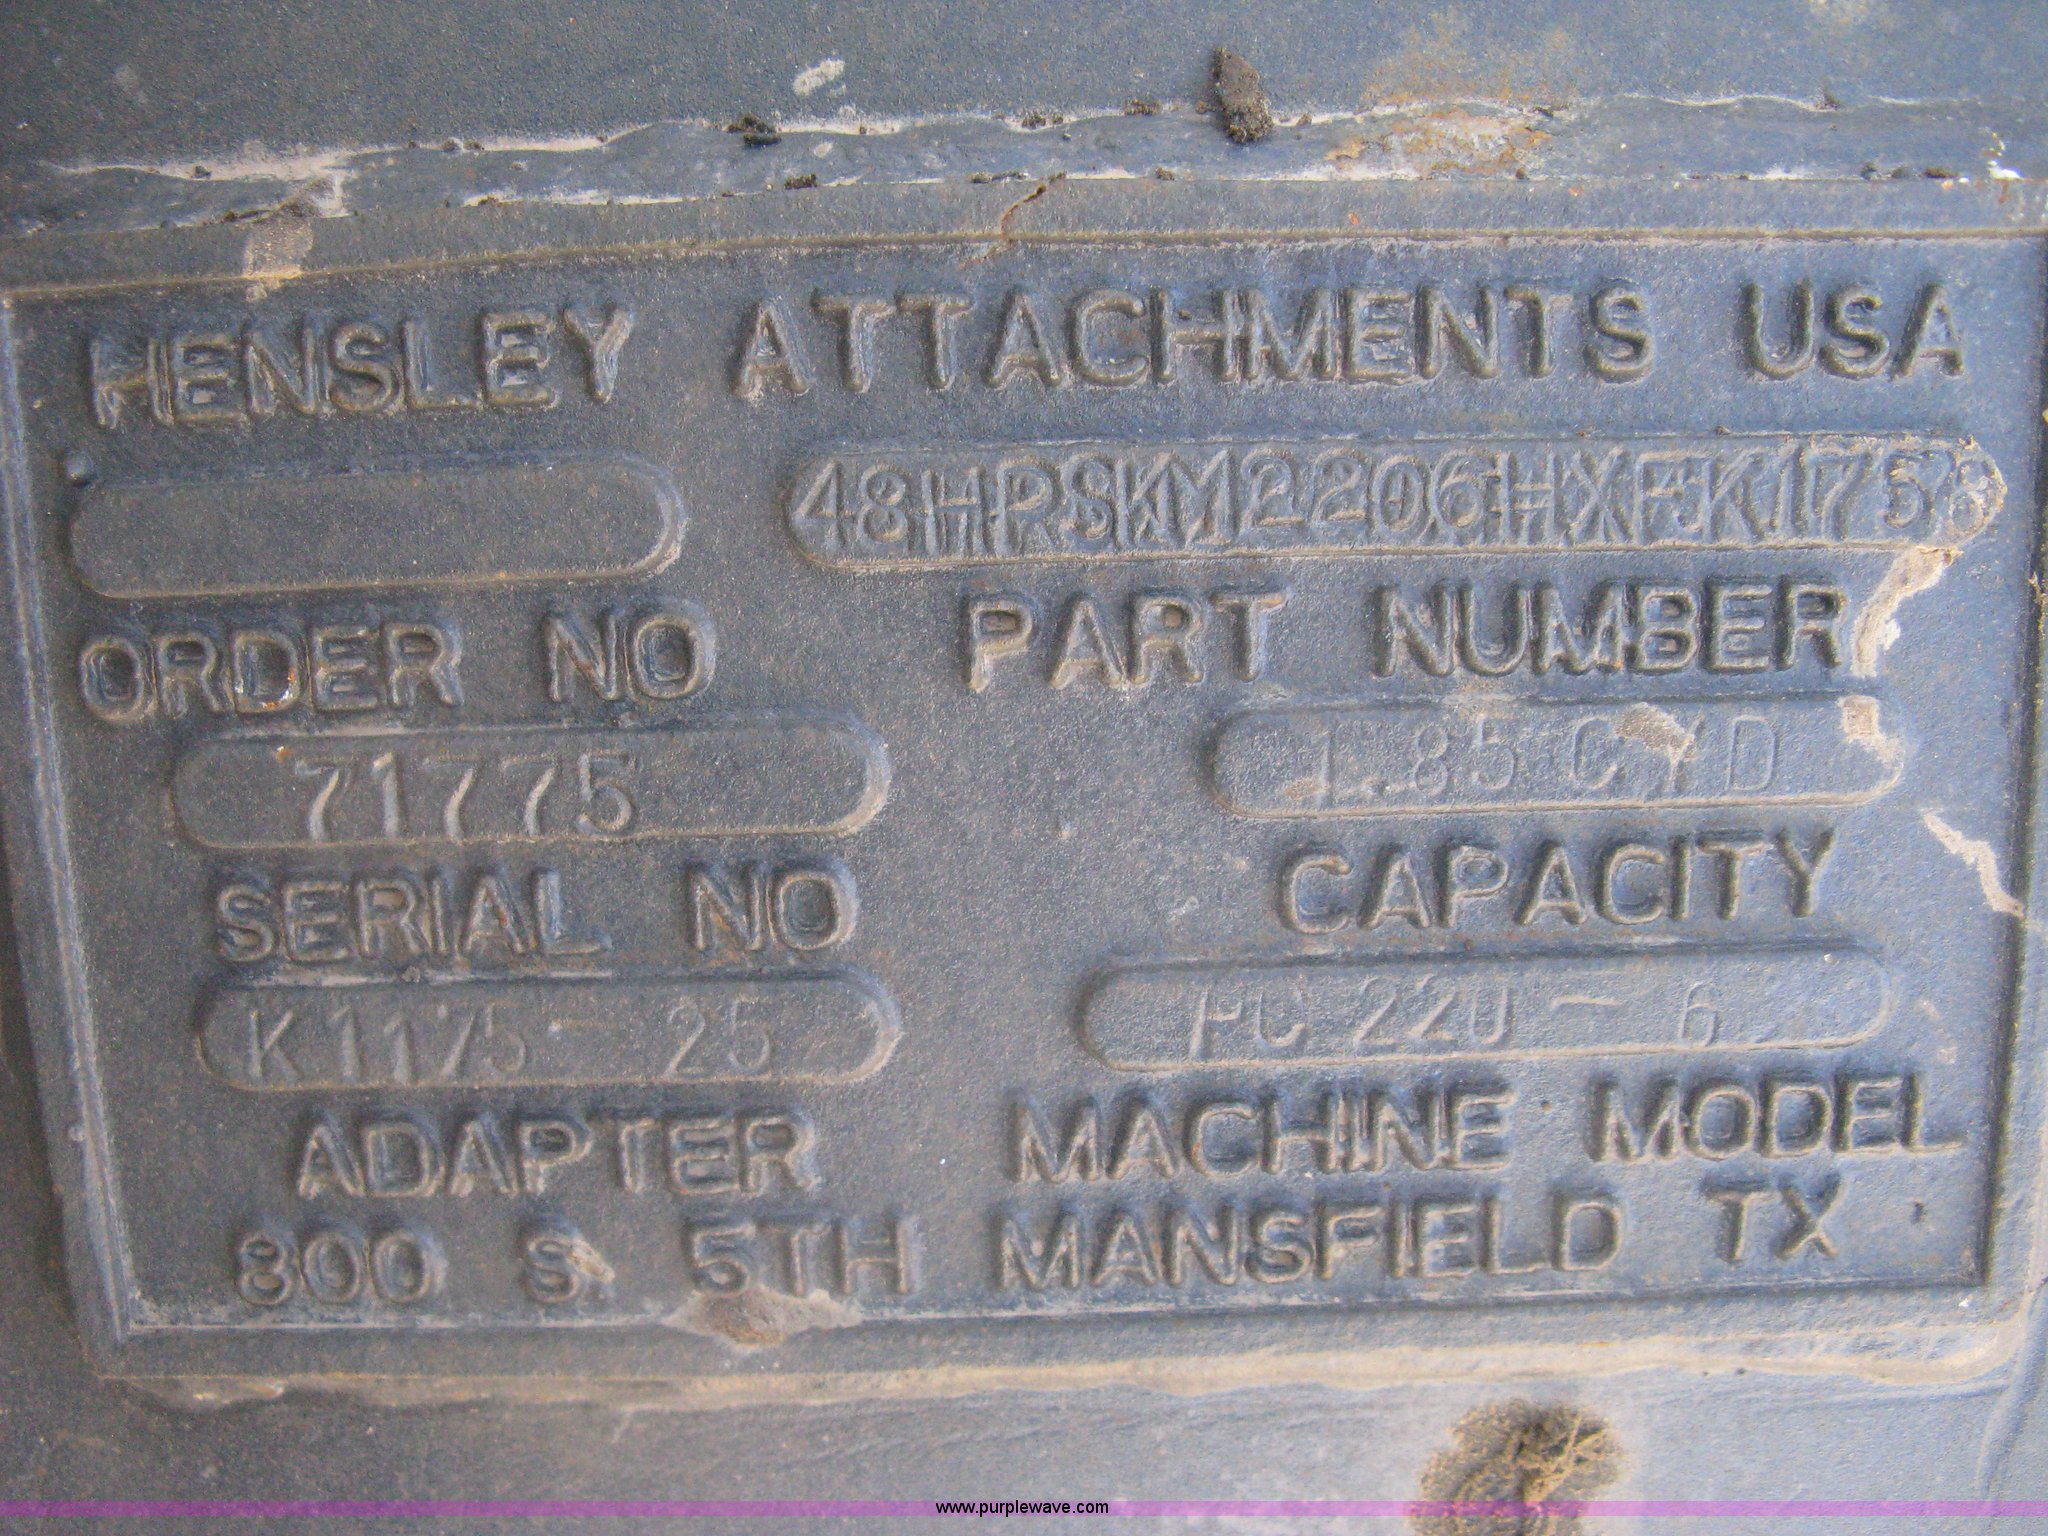 HENSLEY ATTACHMENTS USA
48HPSKM2206HXFK1758
ORDER NO PART NUMBER
71775 1.85 CYD
SERIAL NO CAPACITY
K1175-25 PC 220-6
ADAPTER MACHINE MODEL
800 S. 5TH MANSFIELD TX
www.purplewave.com